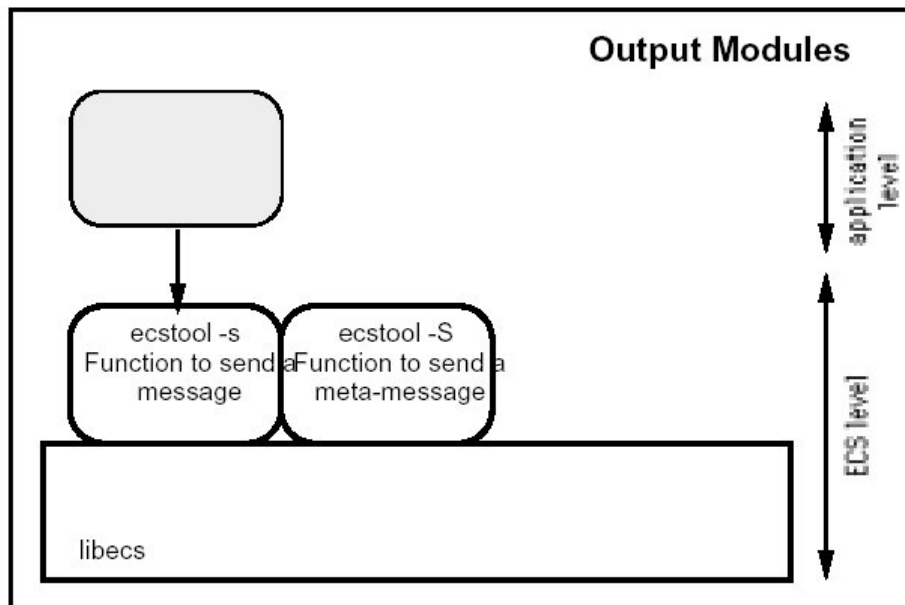 Output Modules
application
level
ecstool -s
Function to send a
message
ecstool -S
Function to send a
meta-message
ECS level
libecs